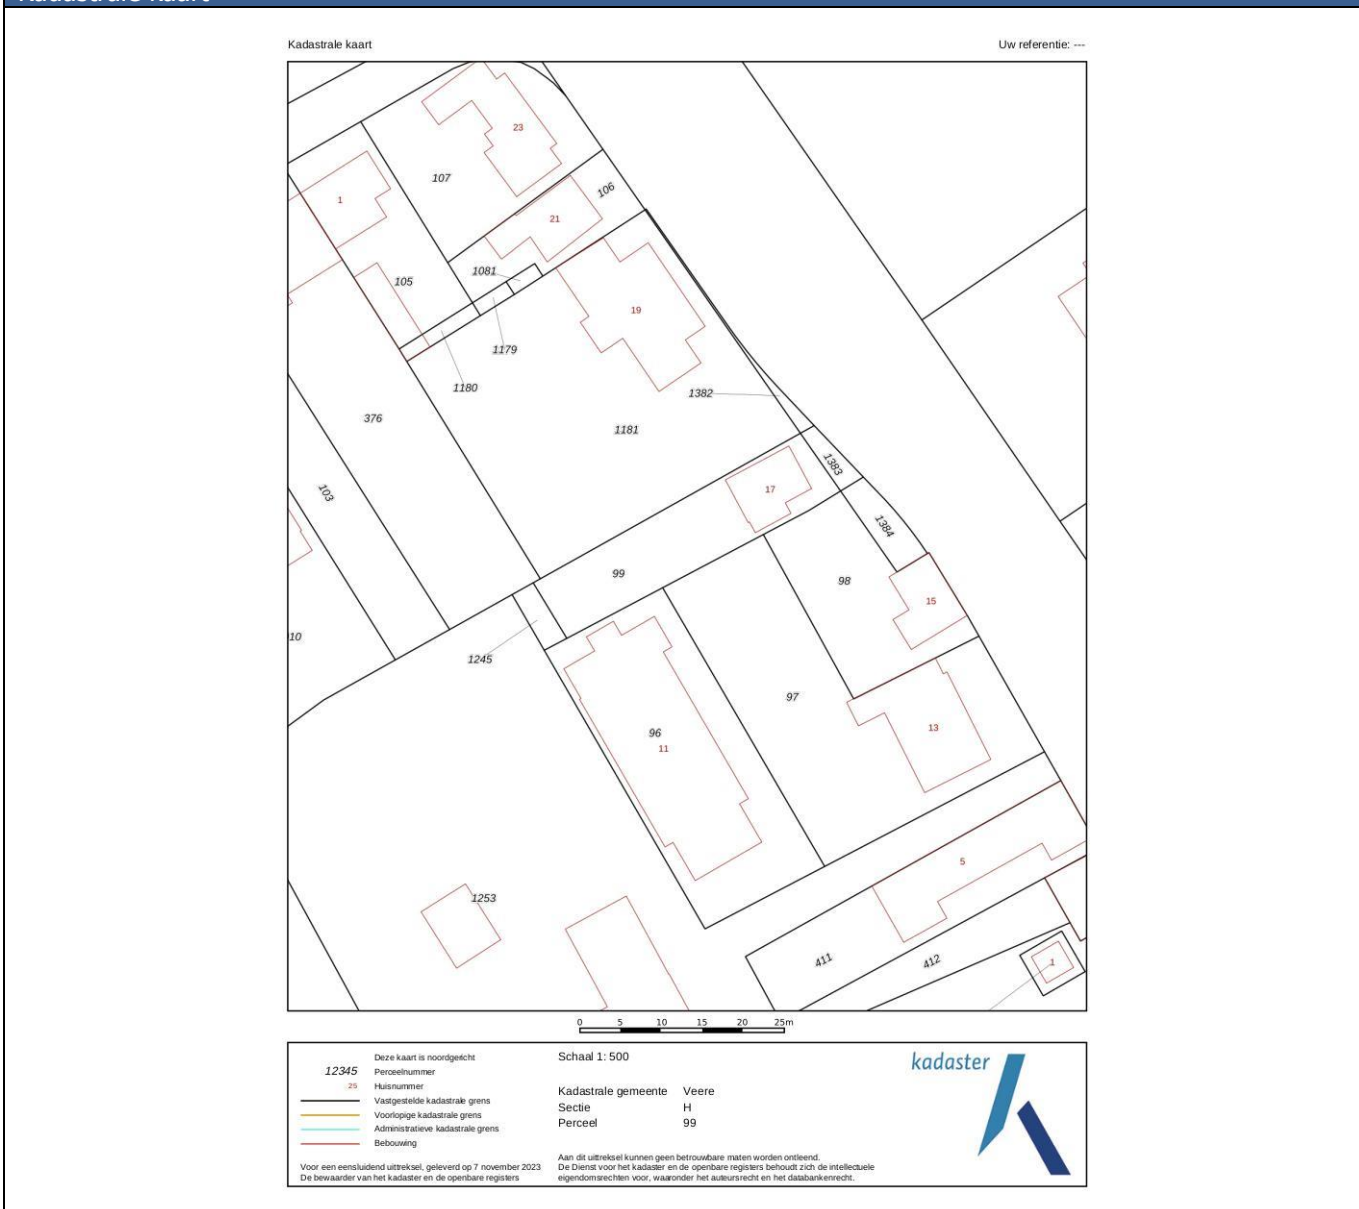 Kadastrale kaart
Uw referentie: ---
23
107
106
1
21
1081
105
19
1179
1180
1382
376
1181
1383
103
17
1384
99
98
15
10
1245
97
96
11
13
5
1253
411
412
1
0 5 10 15 20 25m
Deze kaart is noordgericht
12345 Perceelnummer
25 Huisnummer
Vastgestelde kadastrale grens
Voorlopige kadastrale grens
Administratieve kadastrale grens
Bebouwing
Voor een eensluidend uittreksel, geleverd op 7 november 2023
De bewaarder van het kadaster en de openbare registers
Schaal 1: 500
Kadastrale gemeente Veere
Sectie H
Perceel 99
Aan dit uittreksel kunnen geen betrouwbare maten worden ontleend.
De Dienst voor het kadaster en de openbare registers behoudt zich de intellectuele
eigendomsrechten voor, waaronder het auteursrecht en het databankenrecht.
kadaster